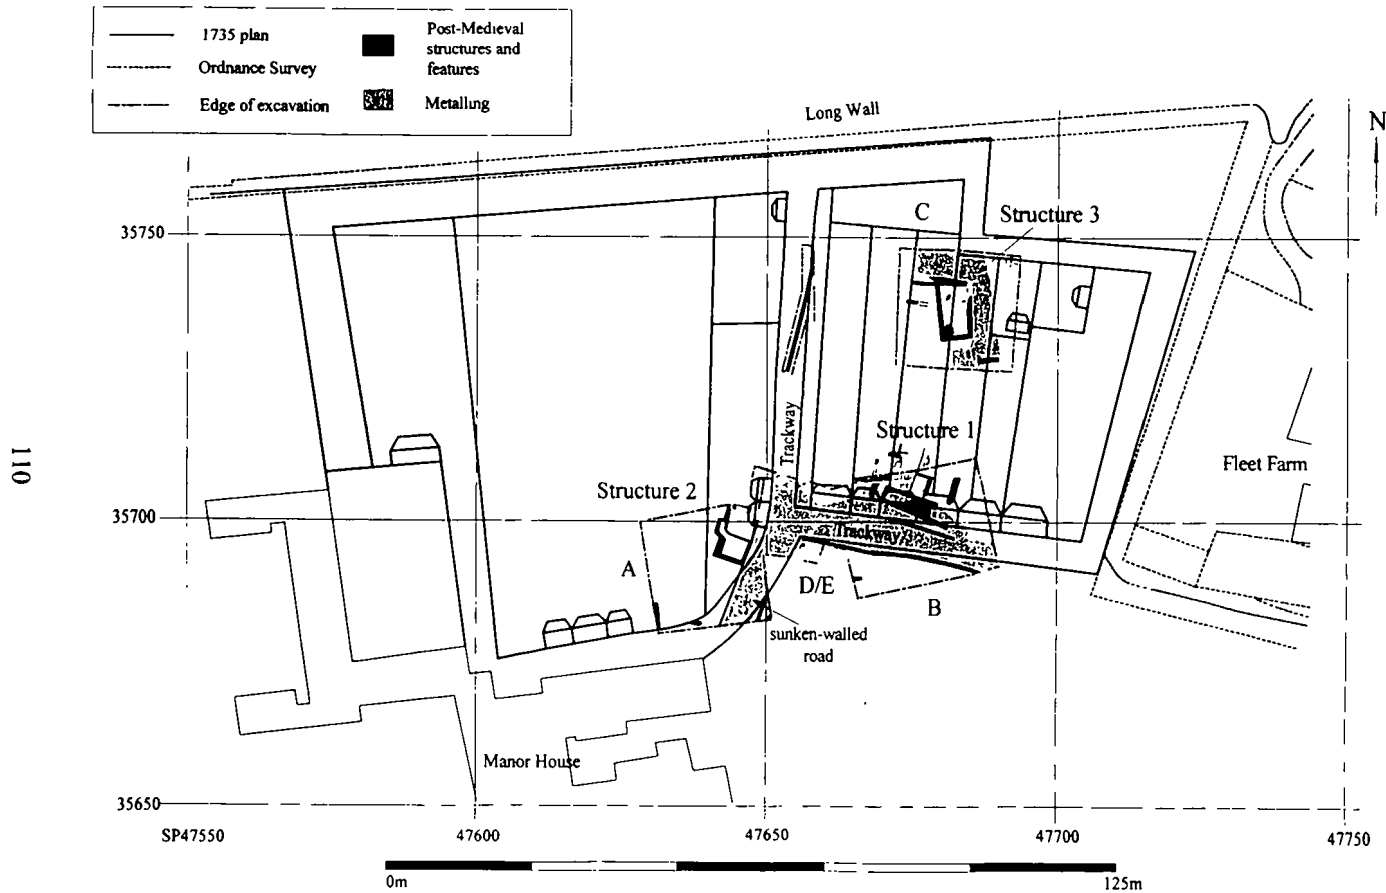 1735 plan
Ordnance Survey
Edge of excavation
Post-Medieval
structures and
features
Metalling
Long Wall
N
C
Structure 3
35750
Trackway
Structure 1
Fleet Farm
110
Structure 2
35700
Trackway
A
D/E
B
sunken-walled
road
Manor House
35650
SP47550
47600
47650
47700
47750
0m
125m